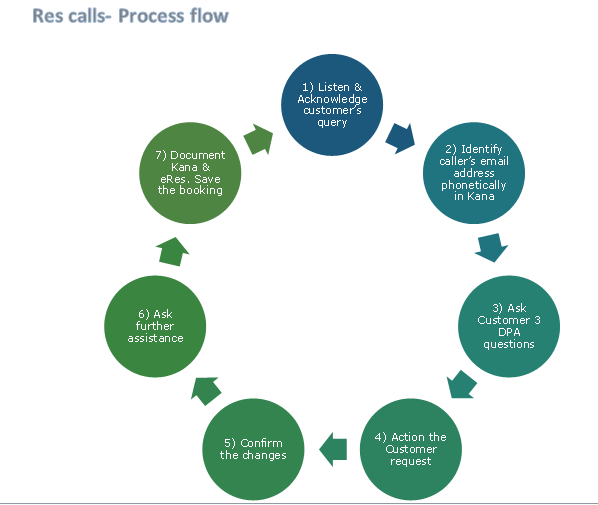 Res calls- Process flow
1) Listen &
Acknowledge
customer's
query
2) Identify
caller's email
address
phonetically
in Kana
3) Ask
Customer 3
DPA
questions
4) Action the
Customer
request
5) Confirm
the changes
6) Ask
further
assistance
7) Document
Kana &
eRes. Save
the booking